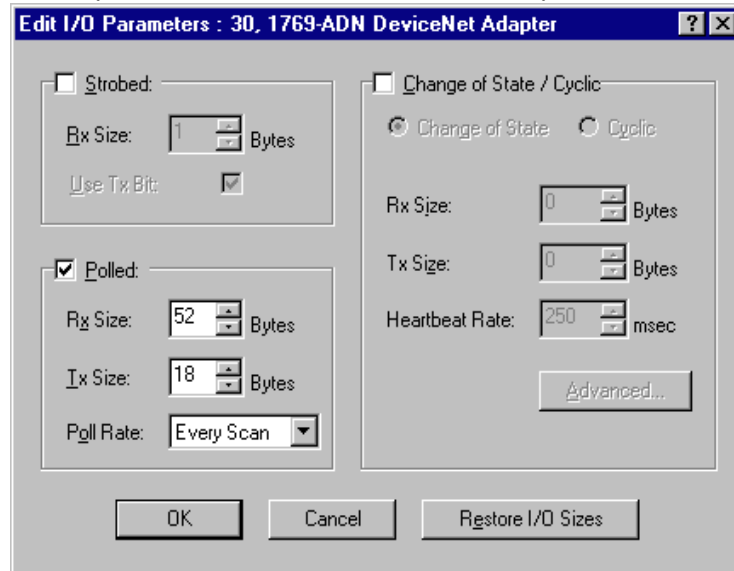 Edit I/O Parameters : 30, 1769-ADN DeviceNet Adapter
Strobed:
Rx Size: 1 Bytes
Use Tx Bit:
Polled:
Rx Size: 52 Bytes
Tx Size: 18 Bytes
Poll Rate: Every Scan
Change of State / Cyclic
Change of State Cyclic
Rx Size: 0 Bytes
Tx Size: 0 Bytes
Heartbeat Rate: 250 msec
Advanced...
OK Cancel Restore I/O Sizes